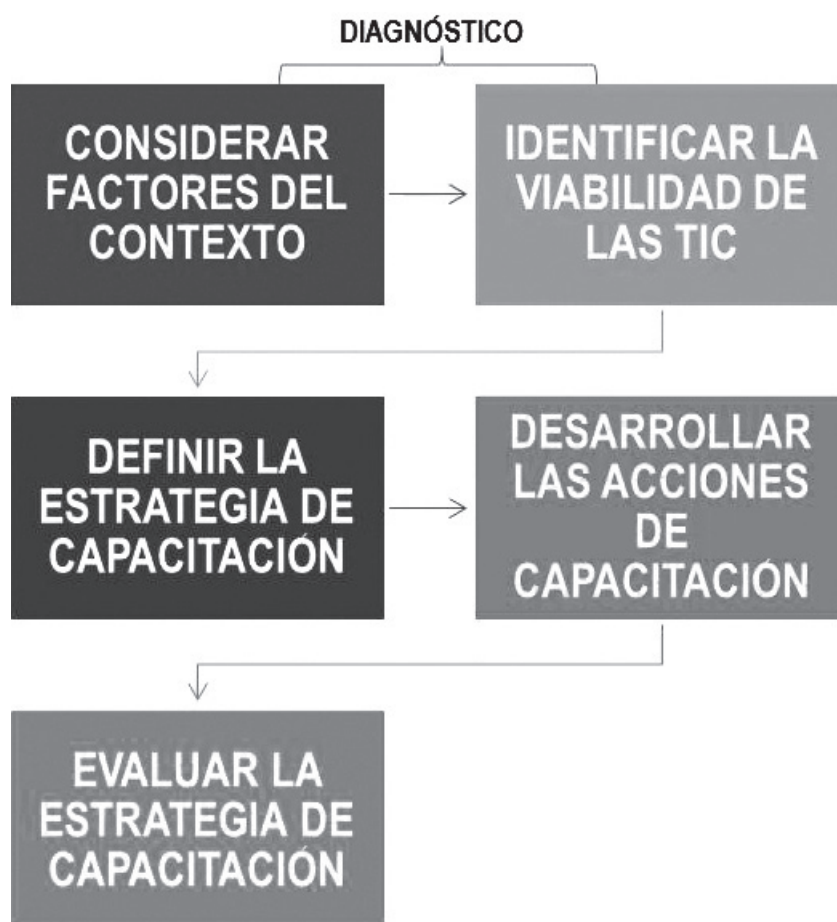 DIAGNÓSTICO
CONSIDERAR
FACTORES DEL
CONTEXTO
IDENTIFICAR LA
VIABILIDAD DE
LAS TIC
DEFINIR LA
ESTRATEGIA DE
CAPACITACIÓN
DESARROLLAR
LAS ACCIONES
DE
CAPACITACIÓN
EVALUAR LA
ESTRATEGIA DE
CAPACITACIÓN